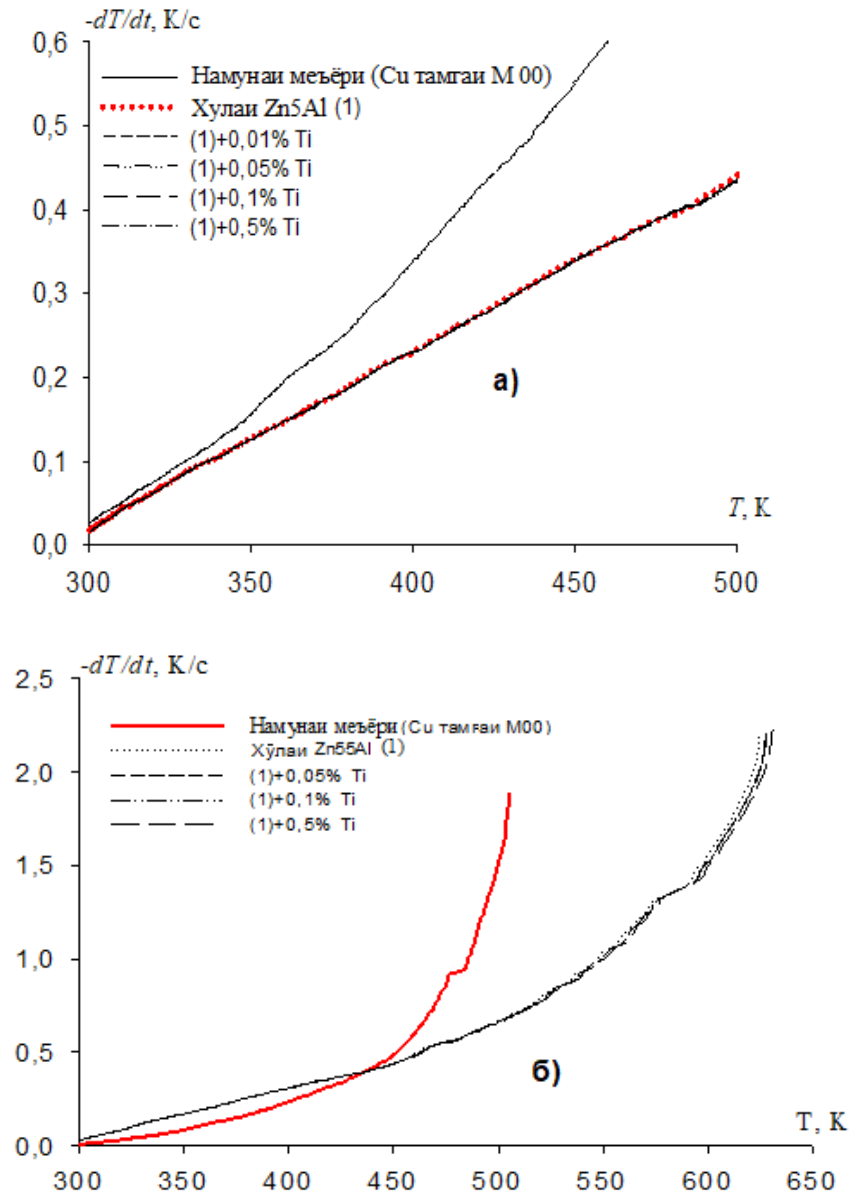 -dT/dt, K/c
0,6
Намунаи меъёри (Cu тамгаи М 00)
Хулаи Zn5Al (1)
(1)+0,01% Ti
(1)+0,05% Ti
(1)+0,1% Ti
(1)+0,5% Ti
0,5
0,4
0,3
0,2
а)
0,1
T, K
0,0
300 350 400 450 500
-dT/dt, K/c
2,5
Намунаи меъёри (Cu тамғаи М00)
Хӯлаи Zn55Al (1)
(1)+0,05% Ti
(1)+0,1% Ti
(1)+0,5% Ti
2,0
1,5
1,0
0,5
б)
0,0
T, K
300 350 400 450 500 550 600 650